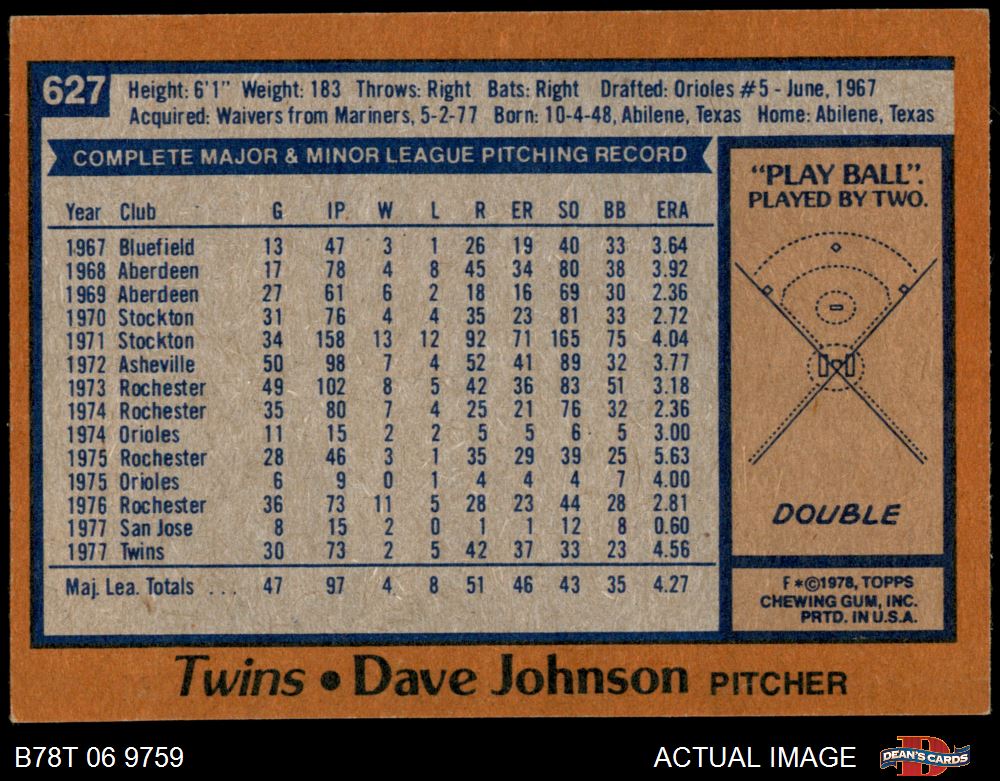 627
Height: 6'1" Weight: 183 Throws: Right Bats: Right Drafted: Orioles #5 - June, 1967
Acquired: Waivers from Mariners, 5-2-77 Born: 10-4-48, Abilene, Texas Home: Abilene, Texas
COMPLETE MAJOR & MINOR LEAGUE PITCHING RECORD
Year Club G IP W L R ER SO BB ERA
1967 Bluefield 13 47 3 1 26 19 40 33 3.64
1968 Aberdeen 17 78 4 8 45 34 80 38 3.92
1969 Aberdeen 27 61 6 2 18 16 69 30 2.36
1970 Stockton 31 76 4 4 35 23 81 33 2.72
1971 Stockton 34 158 13 12 92 71 165 75 4.04
1972 Asheville 50 98 7 4 52 41 89 32 3.77
1973 Rochester 49 102 8 5 42 36 83 51 3.18
1974 Rochester 35 80 7 4 25 21 76 32 2.36
1974 Orioles 11 15 2 2 5 5 6 5 3.00
1975 Rochester 28 46 3 1 35 29 39 25 5.63
1975 Orioles 6 9 0 1 4 4 4 7 4.00
1976 Rochester 36 73 11 5 28 23 44 28 2.81
1977 San Jose 8 15 2 0 1 1 12 8 0.60
1977 Twins 30 73 2 5 42 37 33 23 4.56
Maj. Lea. Totals ... 47 97 4 8 51 46 43 35 4.27
"PLAY BALL".
PLAYED BY TWO.
DOUBLE
F *©1978, TOPPS
CHEWING GUM, INC.
PRTD. IN U.S.A.
Twins • Dave Johnson PITCHER
B78T 06 9759
ACTUAL IMAGE
DEAN'S CARDS